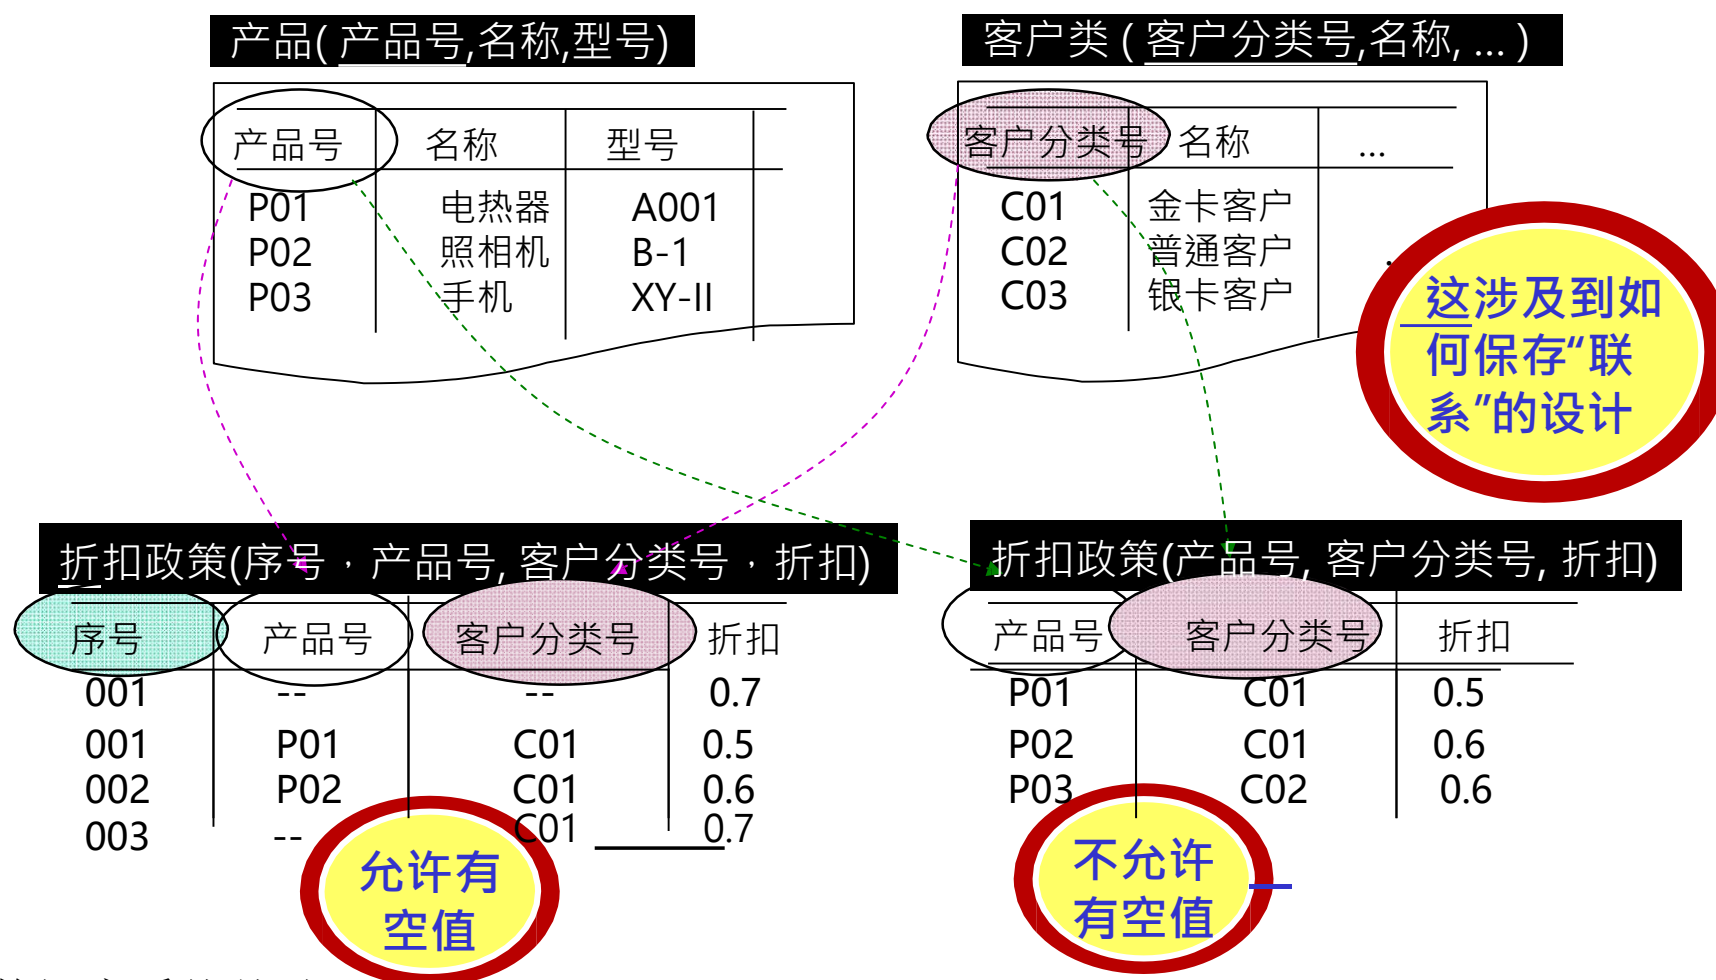 产品( 产品号,名称,型号)
客户类 ( 客户分类号,名称, ... )
产品号 名称 型号
P01 电热器 A001
P02 照相机 B-1
P03 手机 XY-II
客户分类号 名称 ...
C01 金卡客户
C02 普通客户
C03 银卡客户
这涉及到如
何保存“联
系”的设计
折扣政策(序号，产品号, 客户分类号，折扣)
序号 产品号 客户分类号 折扣
001 -- -- 0.7
001 P01 C01 0.5
002 P02 C01 0.6
003 -- C01 0.7
允许有
空值
折扣政策(产品号, 客户分类号, 折扣)
产品号 客户分类号 折扣
P01 C01 0.5
P02 C01 0.6
P03 C02 0.6
不允许
有空值